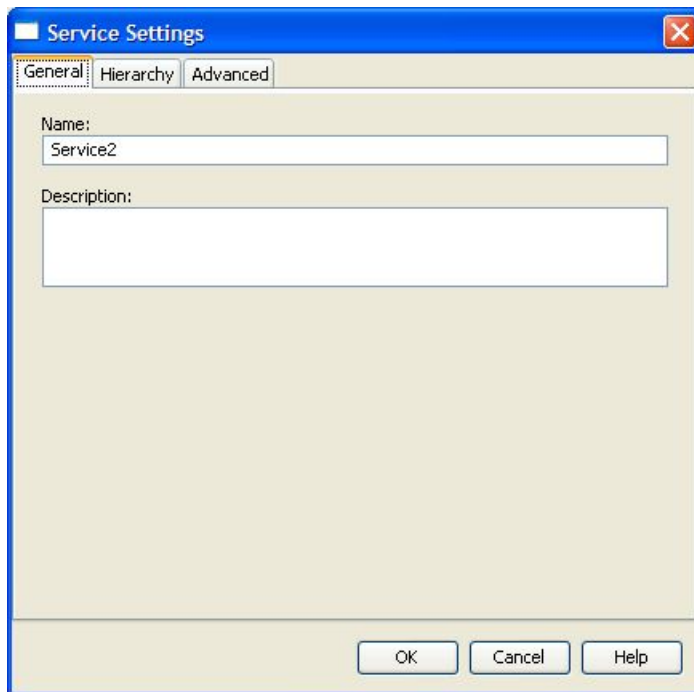 Service Settings
General Hierarchy Advanced
Name:
Service2
Description:
OK Cancel Help